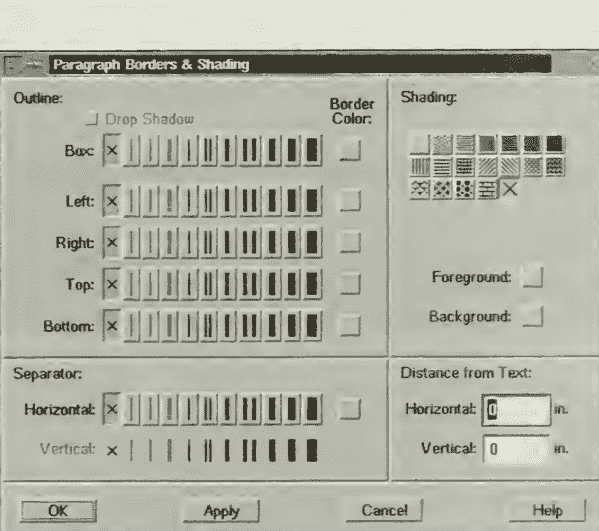 Paragraph Borders & Shading
Outline:
Drop Shadow
Border
Color:
Box:
Left:
Right:
Top:
Bottom:
Shading:
Foreground:
Background:
Separator:
Horizontal:
Vertical:
Distance from Text:
Horizontal: 0 in.
Vertical: 0 in.
OK Apply Cancel Help